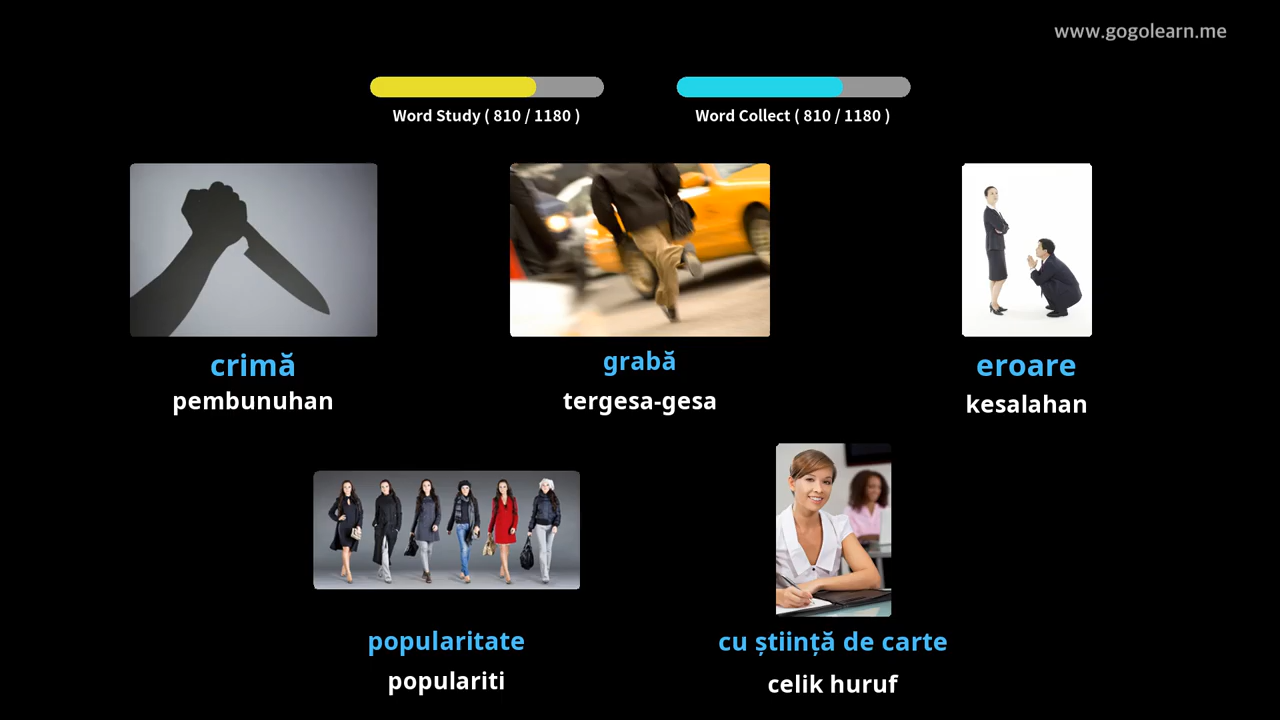 www.gogolearn.me
Word Study ( 810 / 1180 )
Word Collect ( 810 / 1180 )
crimă
pembunuhan
grabă
tergesa-gesa
eroare
kesalahan
popularitate
populariti
cu știință de carte
celik huruf